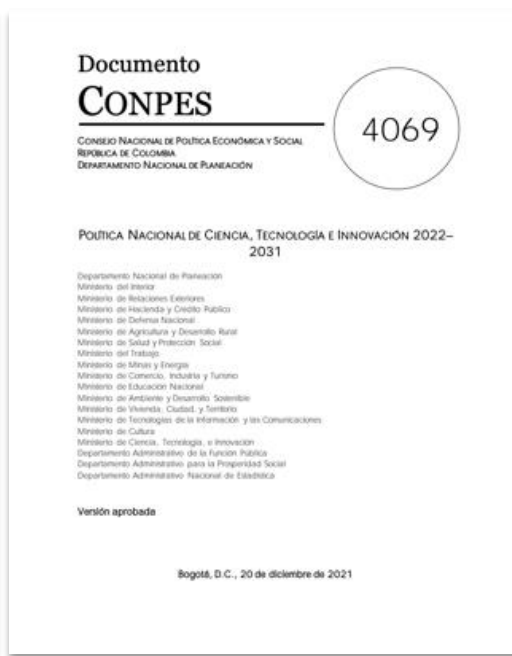 Documento
CONPES
CONSEJO NACIONAL DE POLÍTICA ECONÓMICA Y SOCIAL
REPÚBLICA DE COLOMBIA
DEPARTAMENTO NACIONAL DE PLANEACIÓN
4069
POLÍTICA NACIONAL DE CIENCIA, TECNOLOGÍA E INNOVACIÓN 2022–
2031
Departamento Nacional de Planeación
Ministerio del Interior
Ministerio de Relaciones Exteriores
Ministerio de Hacienda y Crédito Público
Ministerio de Defensa Nacional
Ministerio de Agricultura y Desarrollo Rural
Ministerio de Salud y Protección Social
Ministerio del Trabajo
Ministerio de Minas y Energía
Ministerio de Comercio, Industria y Turismo
Ministerio de Educación Nacional
Ministerio de Ambiente y Desarrollo Sostenible
Ministerio de Vivienda, Ciudad, y Territorio
Ministerio de Tecnologías de la Información y las Comunicaciones
Ministerio de Cultura
Ministerio de Ciencia, Tecnología, e Innovación
Departamento Administrativo de la Función Pública
Departamento Administrativo para la Prosperidad Social
Departamento Administrativo Nacional de Estadística
Versión aprobada
Bogotá, D.C., 20 de diciembre de 2021